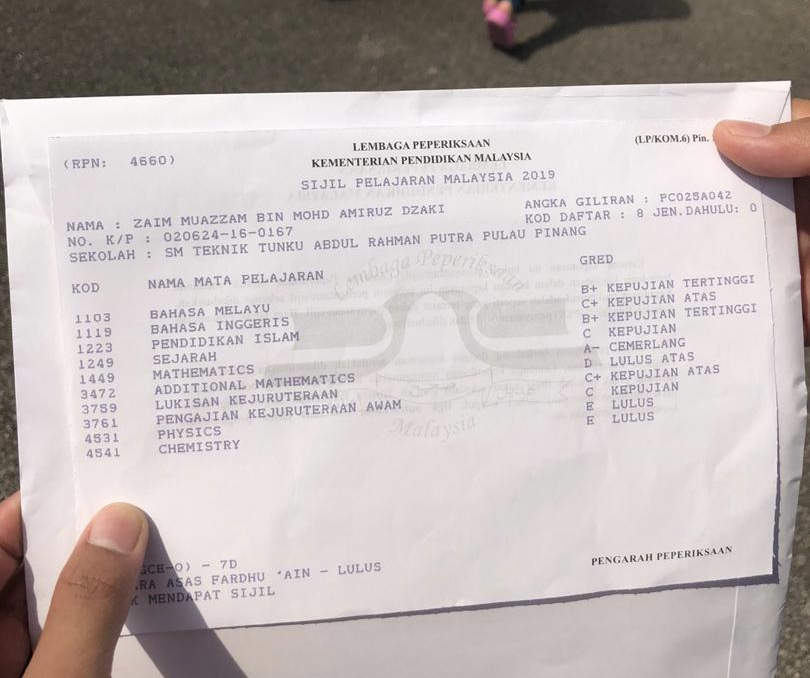 (RPN: 4660)
LEMBAGA PEPERIKSAAN
(LP/KOM.6) Pin.
KEMENTERIAN PENDIDIKAN MALAYSIA
SIJIL PELAJARAN MALAYSIA 2019
NAMA : ZAIM MUAZZAM BIN MOHD AMIRUZ DZAKI ANGKA GILIRAN : PC025A042
NO. K/P : 020624-16-0167 KOD DAFTAR : 8 JEN.DAHULU: 0
SEKOLAH : SM TEKNIK TUNKU ABDUL RAHMAN PUTRA PULAU PINANG
KOD NAMA MATA PELAJARAN GRED
1103 BAHASA MELAYU B+ KEPUJIAN TERTINGGI
1119 BAHASA INGGERIS C+ KEPUJIAN ATAS
1223 PENDIDIKAN ISLAM B+ KEPUJIAN TERTINGGI
1249 SEJARAH C KEPUJIAN
1449 MATHEMATICS A- CEMERLANG
3472 ADDITIONAL MATHEMATICS D LULUS ATAS
3759 LUKISAN KEJURUTERAAN C+ KEPUJIAN ATAS
3761 PENGAJIAN KEJURUTERAAN AWAM C KEPUJIAN
4531 PHYSICS E LULUS
4541 CHEMISTRY E LULUS
Lembaga Peperiksaan
Malaysia
GCE-O) - 7D
PENGARAH PEPERIKSAAN
ASAS FARDHU 'AIN - LULUS
MENDAPAT SIJIL